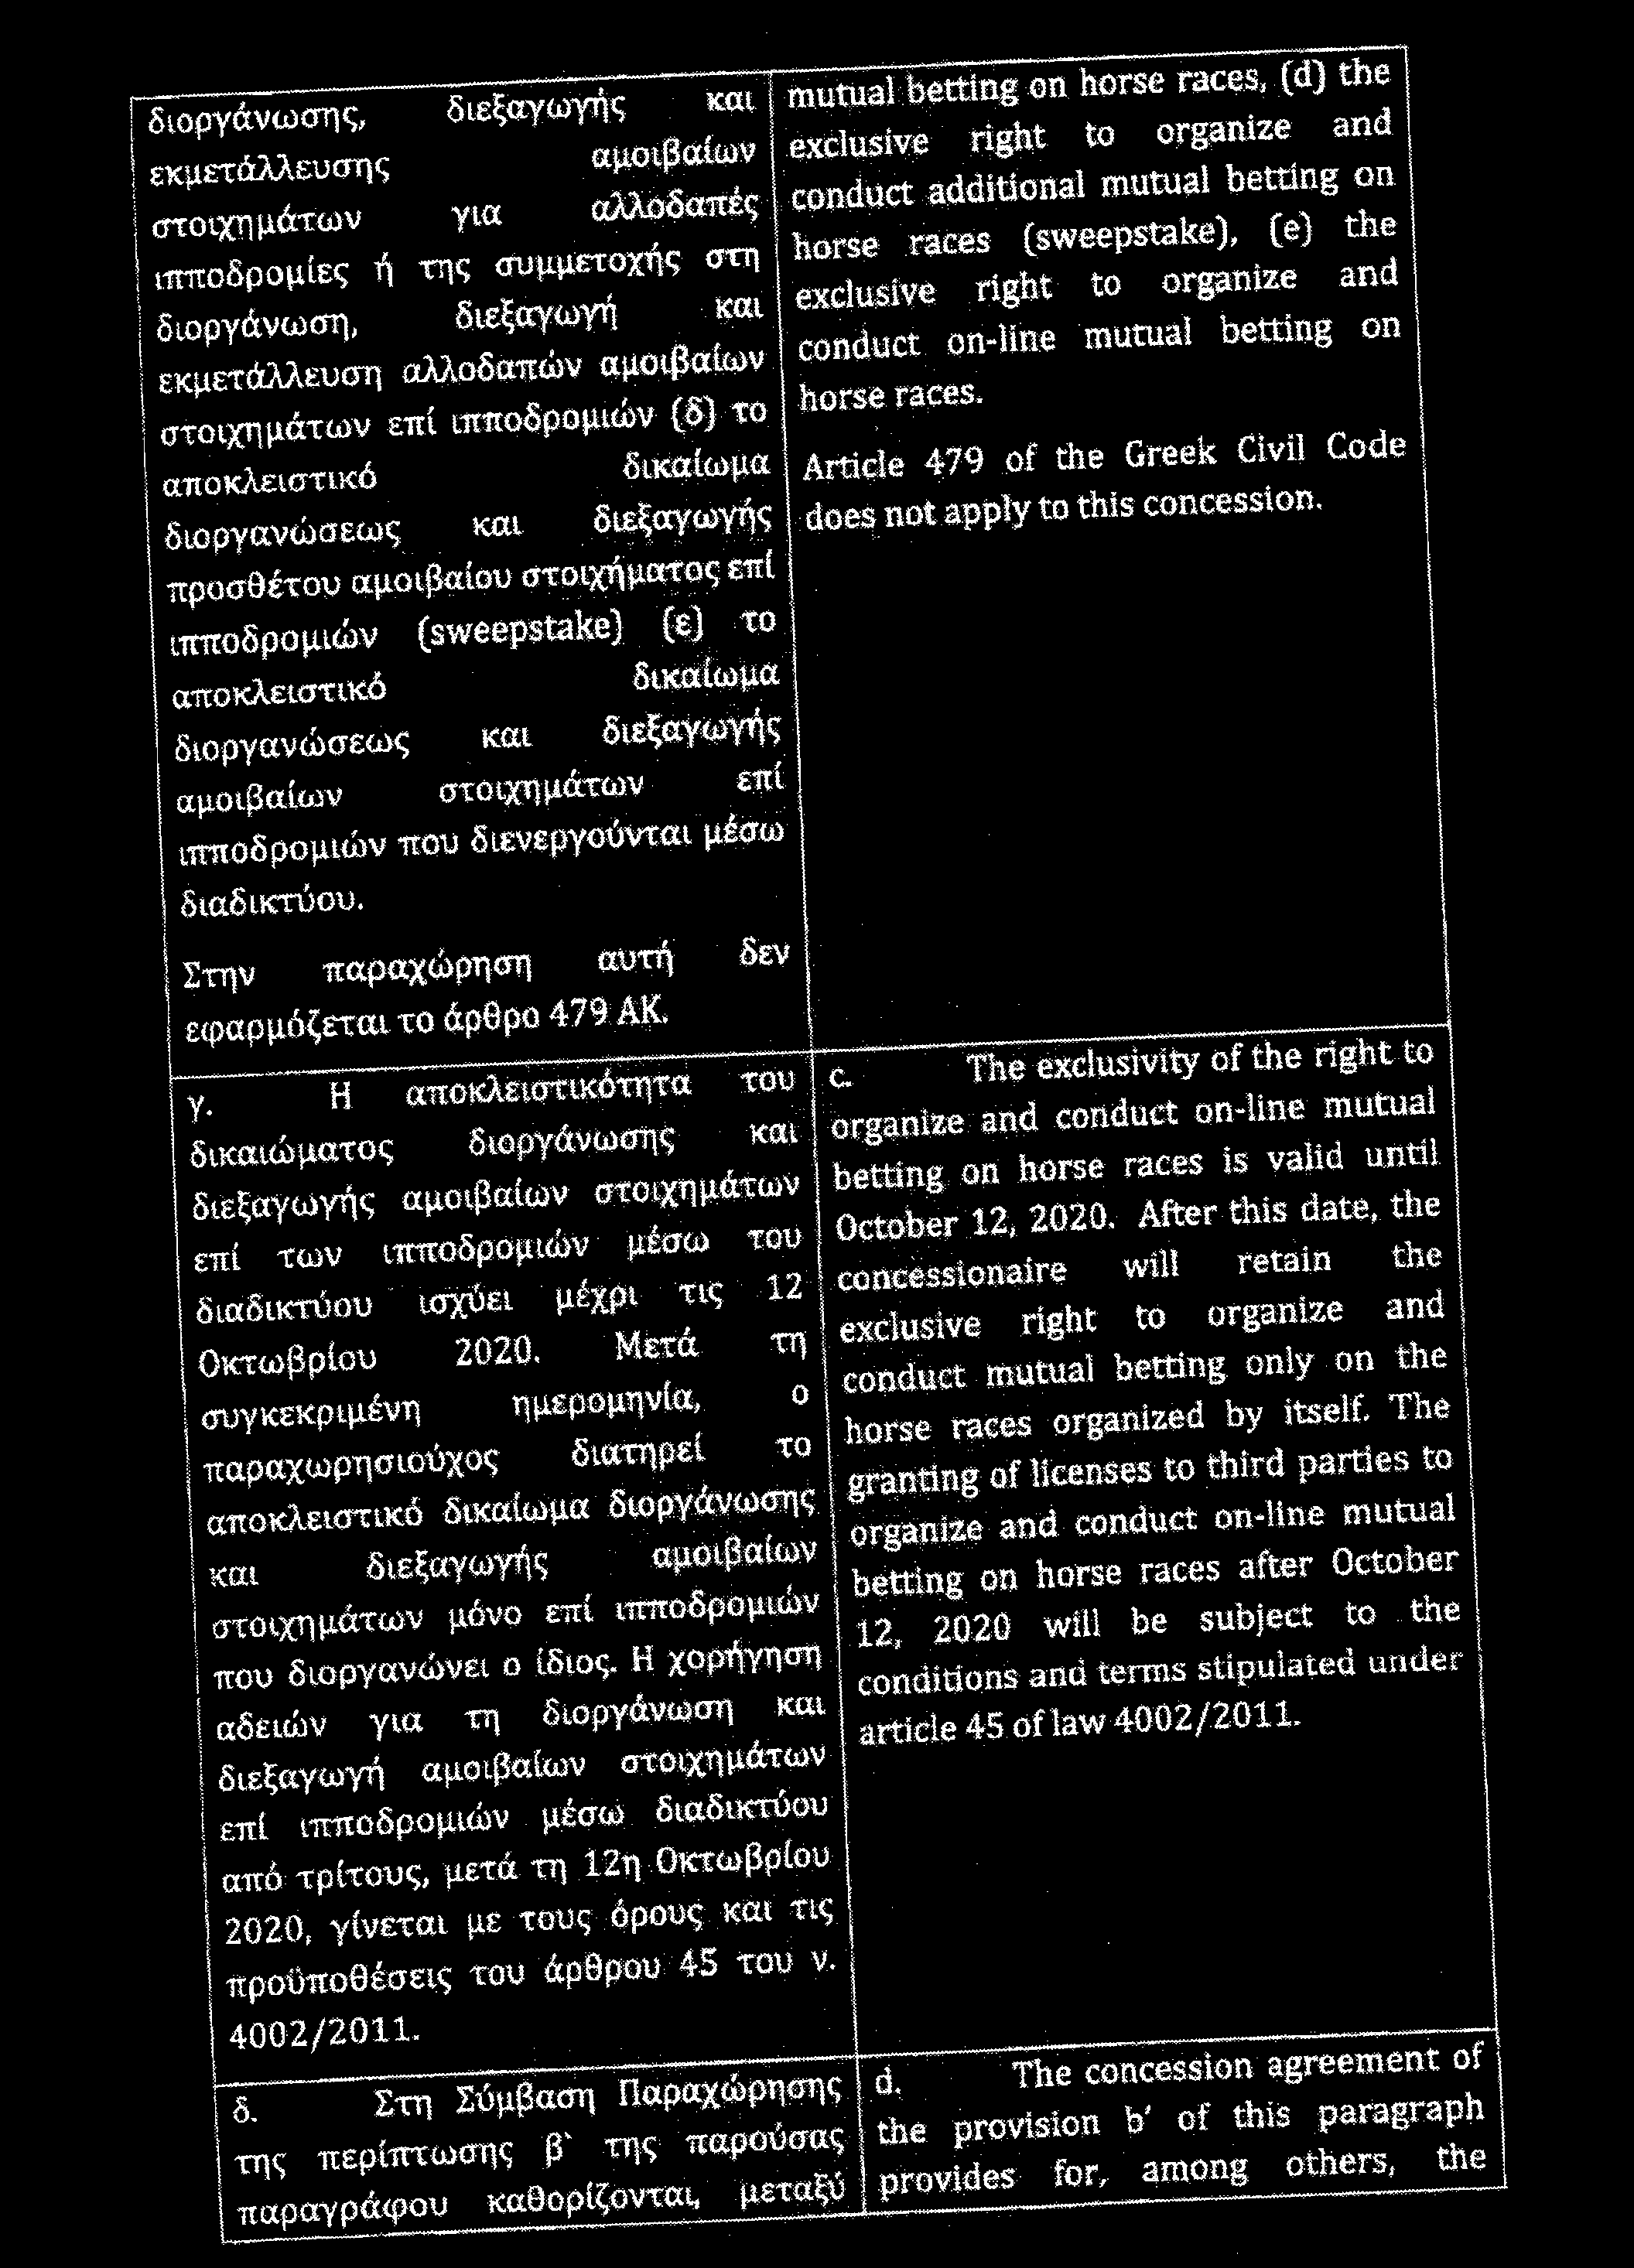 διοργάνωσης, διεξαγωγής και
εκμετάλλευσης αμοιβαίων
στοιχημάτων για αλλοδαπές
ιπποδρομίες ή της συμμετοχής στη
διοργάνωση, διεξαγωγή και
εκμετάλλευση αλλοδαπών αμοιβαίων
στοιχημάτων επί ιπποδρομιών (δ) το
αποκλειστικό δικαίωμα
διοργανώσεως και διεξαγωγής
προσθέτου αμοιβαίου στοιχήματος επί
ιπποδρομιών (sweepstake) (ε) το
αποκλειστικό δικαίωμα
διοργανώσεως και διεξαγωγής
αμοιβαίων στοιχημάτων επί
ιπποδρομιών που διενεργούνται μέσω
διαδικτύου.
Στην παραχώρηση αυτή δεν
εφαρμόζεται το άρθρο 479 ΑΚ.
mutual betting on horse races, (d) the
exclusive right to organize and
conduct additional mutual betting on
horse races (sweepstake), (e) the
exclusive right to organize and
conduct on-line mutual betting on
horse races.
Article 479 of the Greek Civil Code
does not apply to this concession.
γ. Η αποκλειστικότητα του
δικαιώματος διοργάνωσης και
διεξαγωγής αμοιβαίων στοιχημάτων
επί των ιπποδρομιών μέσω του
διαδικτύου ισχύει μέχρι τις 12
Οκτωβρίου 2020. Μετά τη
συγκεκριμένη ημερομηνία, ο
παραχωρησιούχος διατηρεί το
αποκλειστικό δικαίωμα διοργάνωσης
και διεξαγωγής αμοιβαίων
στοιχημάτων μόνο επί ιπποδρομιών
που διοργανώνει ο ίδιος. Η χορήγηση
αδειών για τη διοργάνωση και
διεξαγωγή αμοιβαίων στοιχημάτων
επί ιπποδρομιών μέσω διαδικτύου
από τρίτους, μετά τη 12η Οκτωβρίου
2020, γίνεται με τους όρους και τις
προϋποθέσεις του άρθρου 45 του ν.
4002/2011.
c. The exclusivity of the right to
organize and conduct on-line mutual
betting on horse races is valid until
October 12, 2020. After this date, the
concessionaire will retain the
exclusive right to organize and
conduct mutual betting only on the
horse races organized by itself. The
granting of licenses to third parties to
organize and conduct on-line mutual
betting on horse races after October
12, 2020 will be subject to the
conditions and terms stipulated under
article 45 of law 4002/2011.
δ. Στη Σύμβαση Παραχώρησης
της περίπτωσης β` της παρούσας
παραγράφου καθορίζονται, μεταξύ
d. The concession agreement of
the provision b' of this paragraph
provides for, among others, the